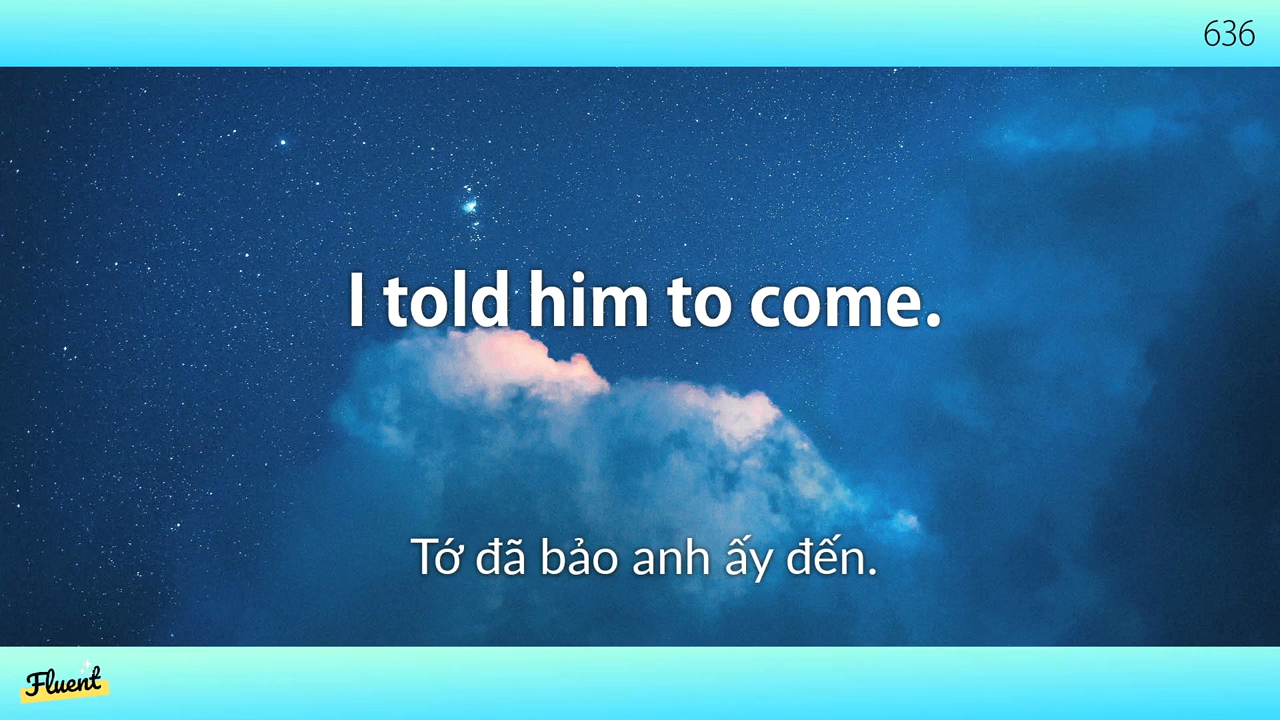 636
I told him to come.
Tớ đã bảo anh ấy đến.
Fluent